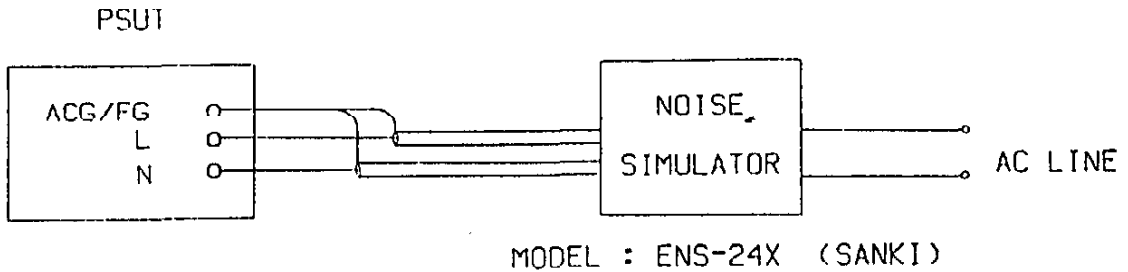 PSUT
ACG/FG
L
N
NOISE
SIMULATOR
AC LINE
MODEL : ENS-24X (SANKI)